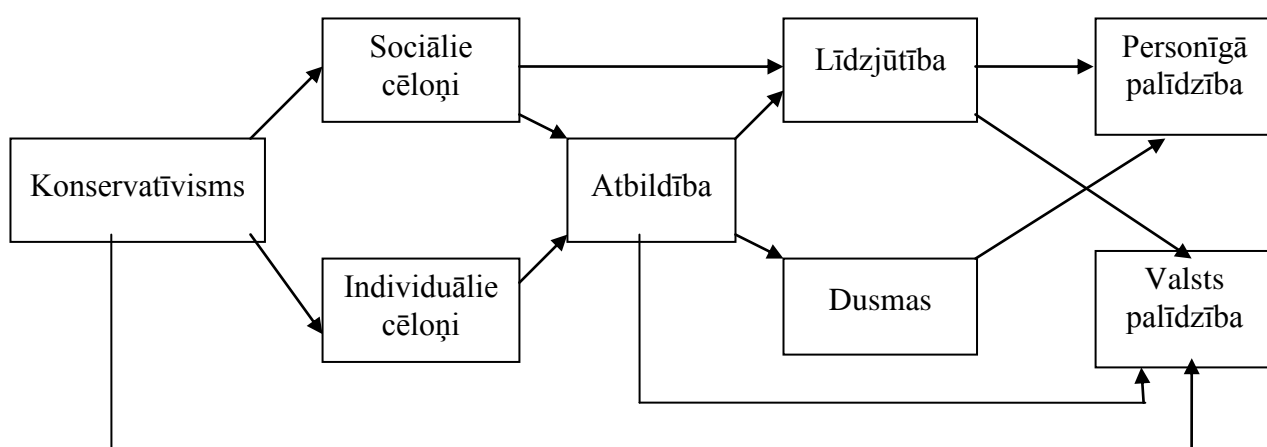 Sociālie
cēloņi
Līdzjūtība
Personīgā
palīdzība
Konservatīvisms
Atbildība
Individuālie
cēloņi
Dusmas
Valsts
palīdzība